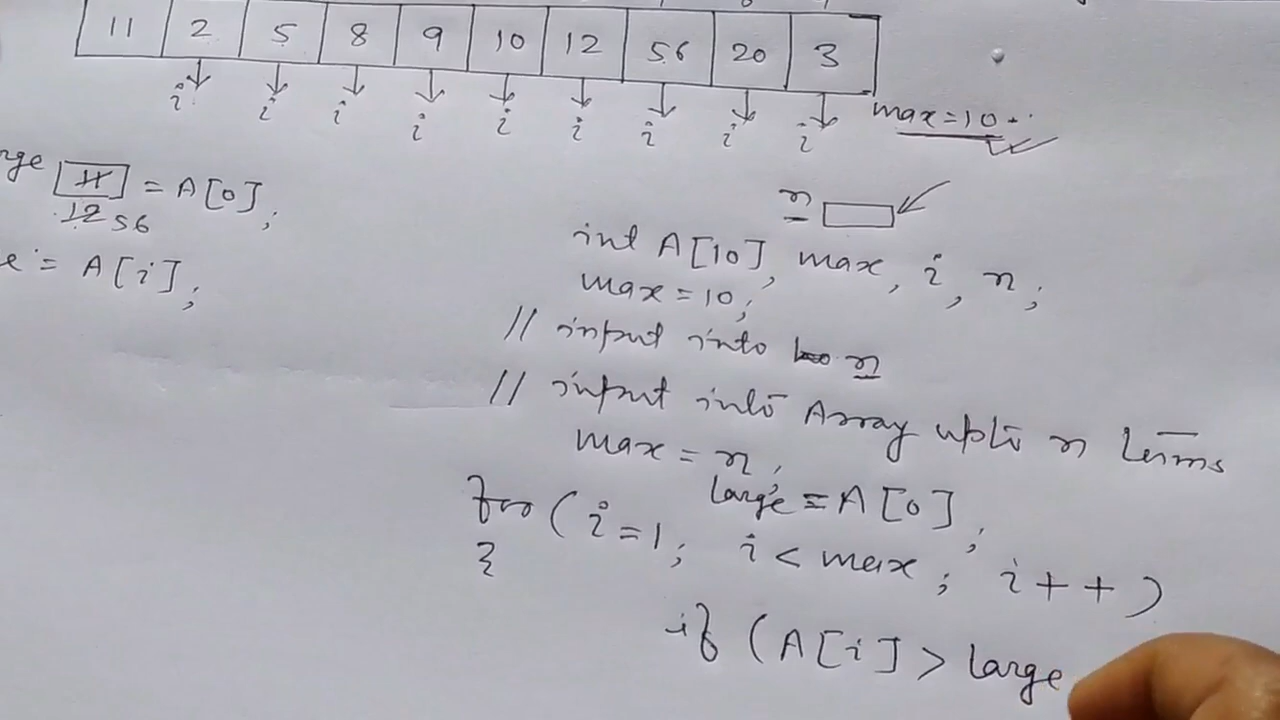 11 2 5 8 9 10 12 56 20 3
i i i i i i i i i
max=10
11 = A[0];
12 56
= A[i];
n
int A[10], max, i, n;
max=10;
// input into n
// input into Array upto n terms
max = n;
large = A[0];
for (i=1; i < max; i++)
{
if (A[i] > large